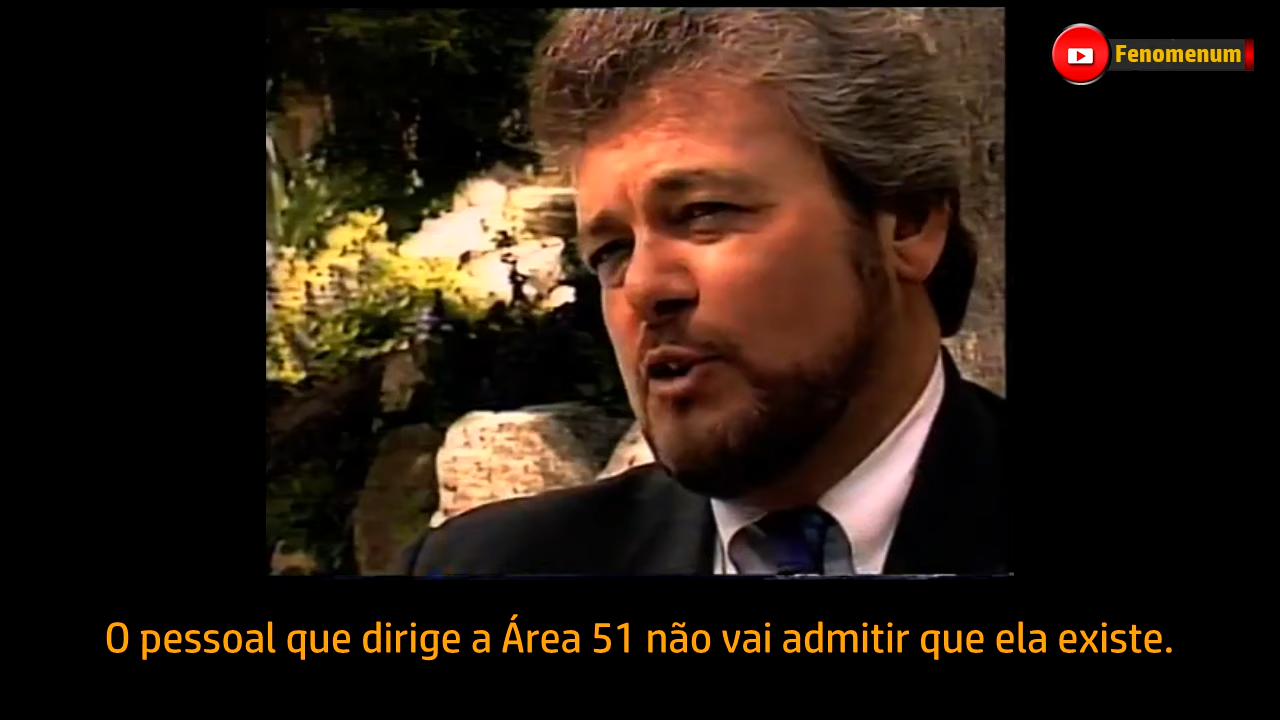 Fenomenum
O pessoal que dirige a Área 51 não vai admitir que ela existe.